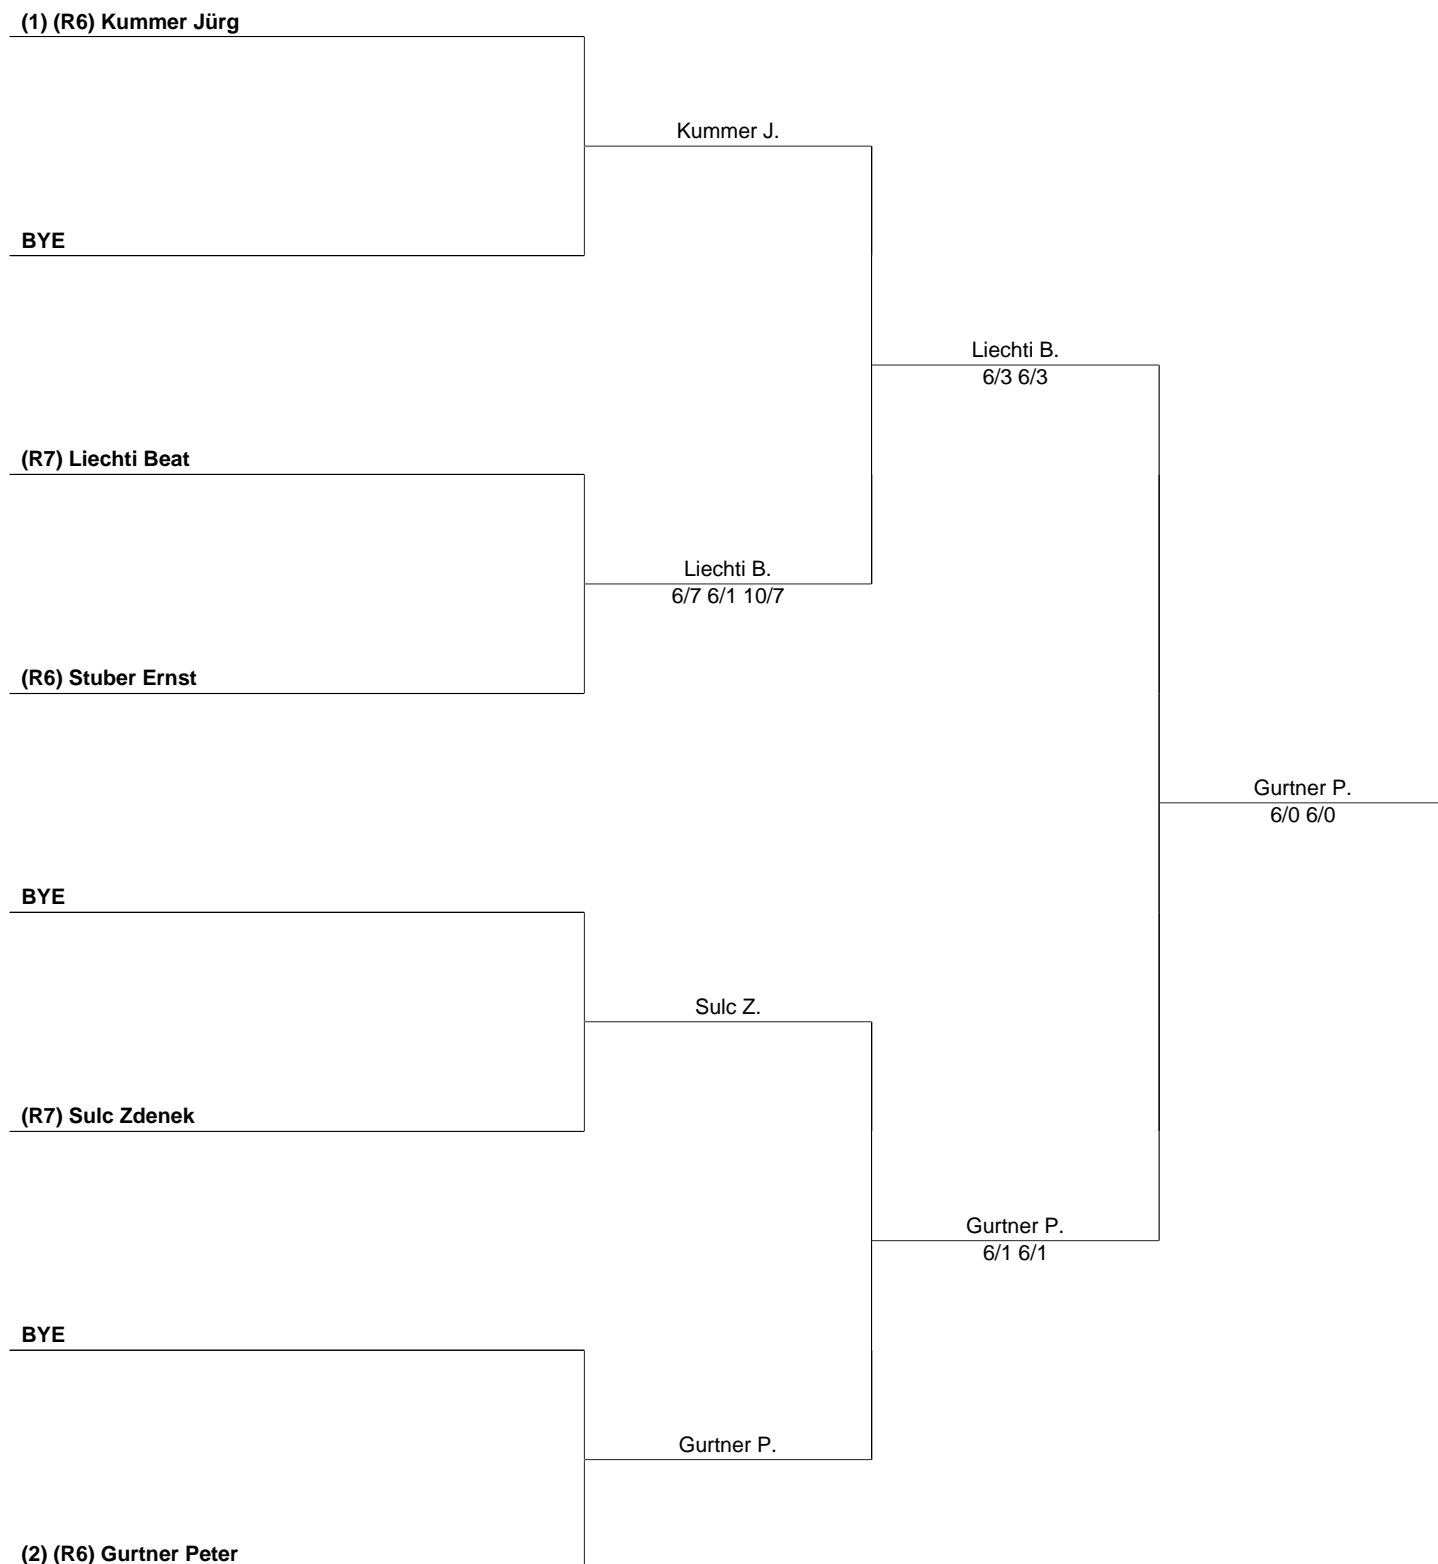 (1) (R6) Kummer Jürg
Kummer J.
BYE
Liechti B.
6/3 6/3
(R7) Liechti Beat
Liechti B.
6/7 6/1 10/7
(R6) Stuber Ernst
Gurtner P.
6/0 6/0
BYE
Sulc Z.
(R7) Sulc Zdenek
Gurtner P.
6/1 6/1
BYE
Gurtner P.
(2) (R6) Gurtner Peter